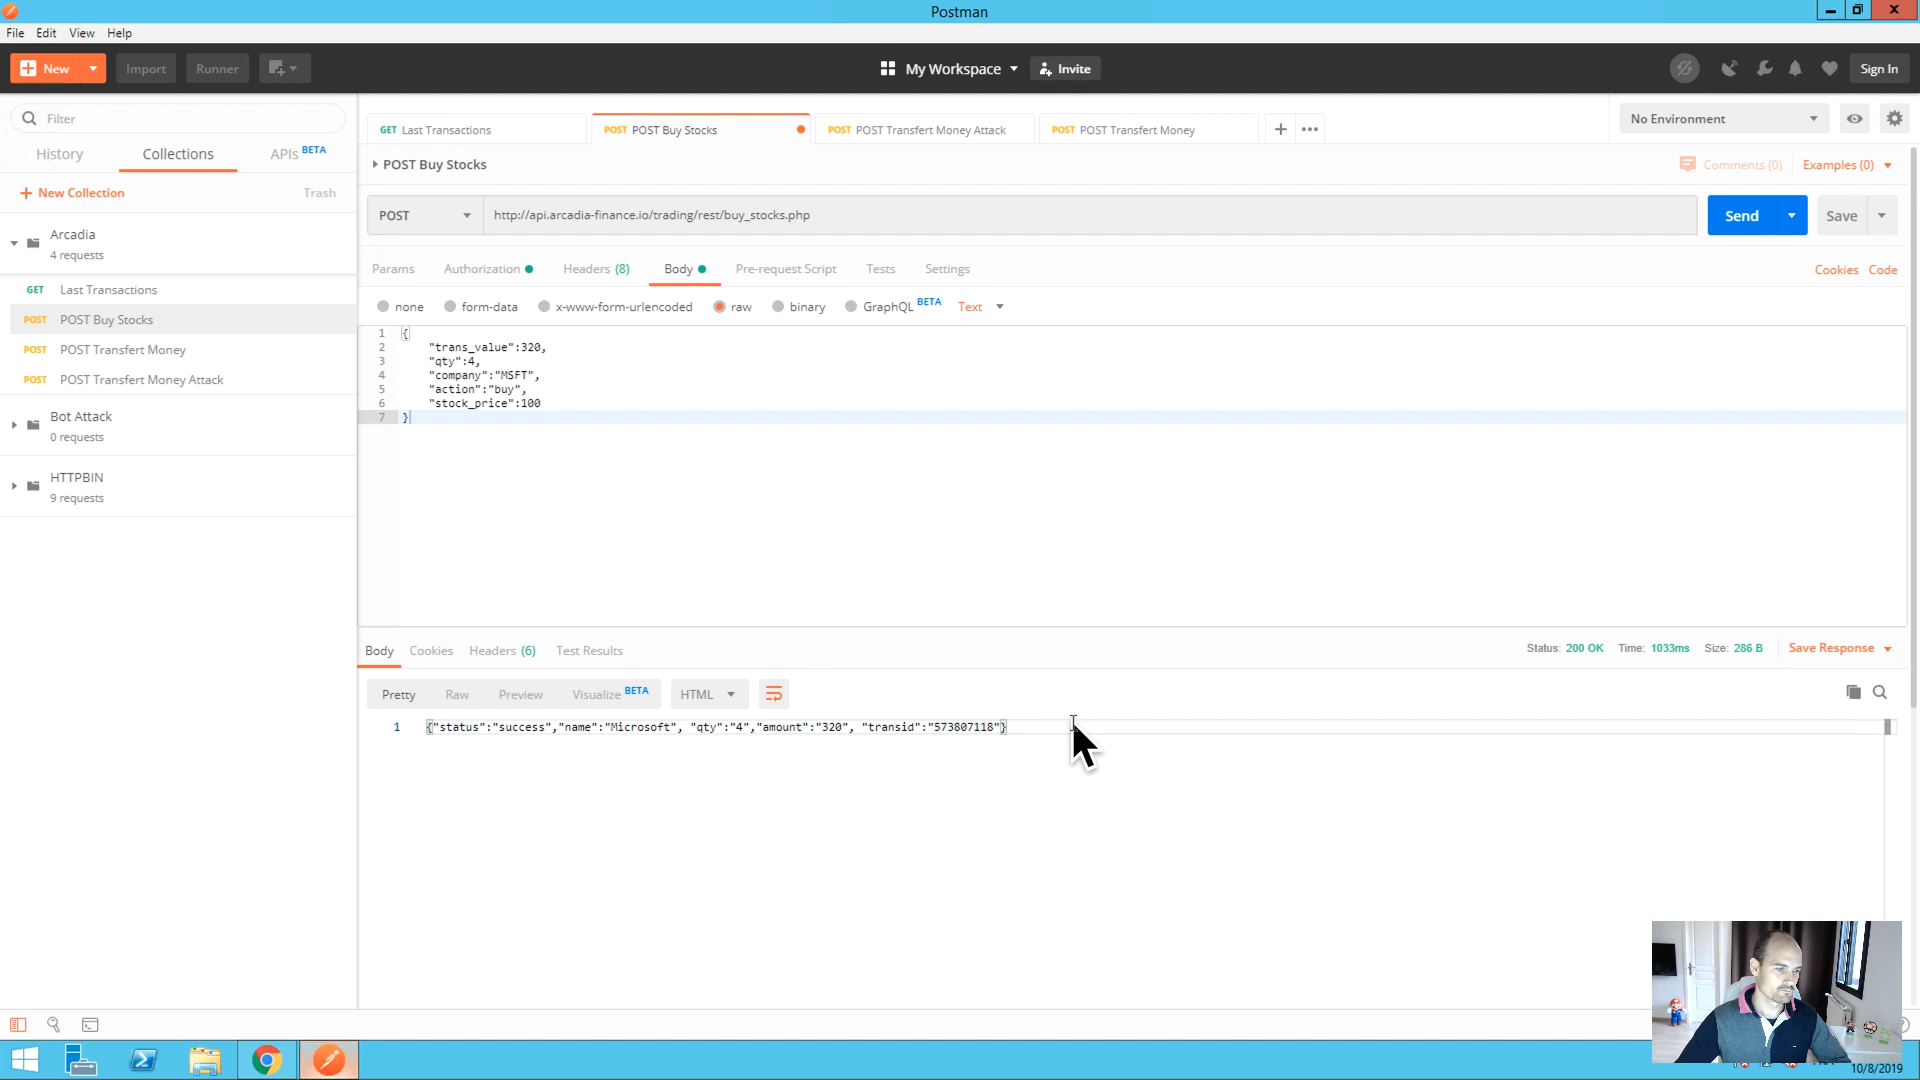 Postman
File Edit View Help
New Import Runner My Workspace Invite Sign In
Filter
History Collections APIs BETA
New Collection Trash
Arcadia
4 requests
GET Last Transactions
POST POST Buy Stocks
POST POST Transfert Money
POST POST Transfert Money Attack
Bot Attack
0 requests
HTTPBIN
9 requests
GET Last Transactions POST POST Buy Stocks POST POST Transfert Money Attack POST POST Transfert Money No Environment
POST Buy Stocks Comments (0) Examples (0)
POST http://api.arcadia-finance.io/trading/rest/buy_stocks.php Send Save
Params Authorization Headers (8) Body Pre-request Script Tests Settings Cookies Code
none form-data x-www-form-urlencoded raw binary GraphQL BETA Text
1 {
2 "trans_value":320,
3 "qty":4,
4 "company":"MSFT",
5 "action":"buy",
6 "stock_price":100
7 }
Body Cookies Headers (6) Test Results Status: 200 OK Time: 1033ms Size: 286 B Save Response
Pretty Raw Preview Visualize BETA HTML
1 {"status":"success","name":"Microsoft", "qty":"4","amount":"320", "transid":"573807118"}
10/8/2019